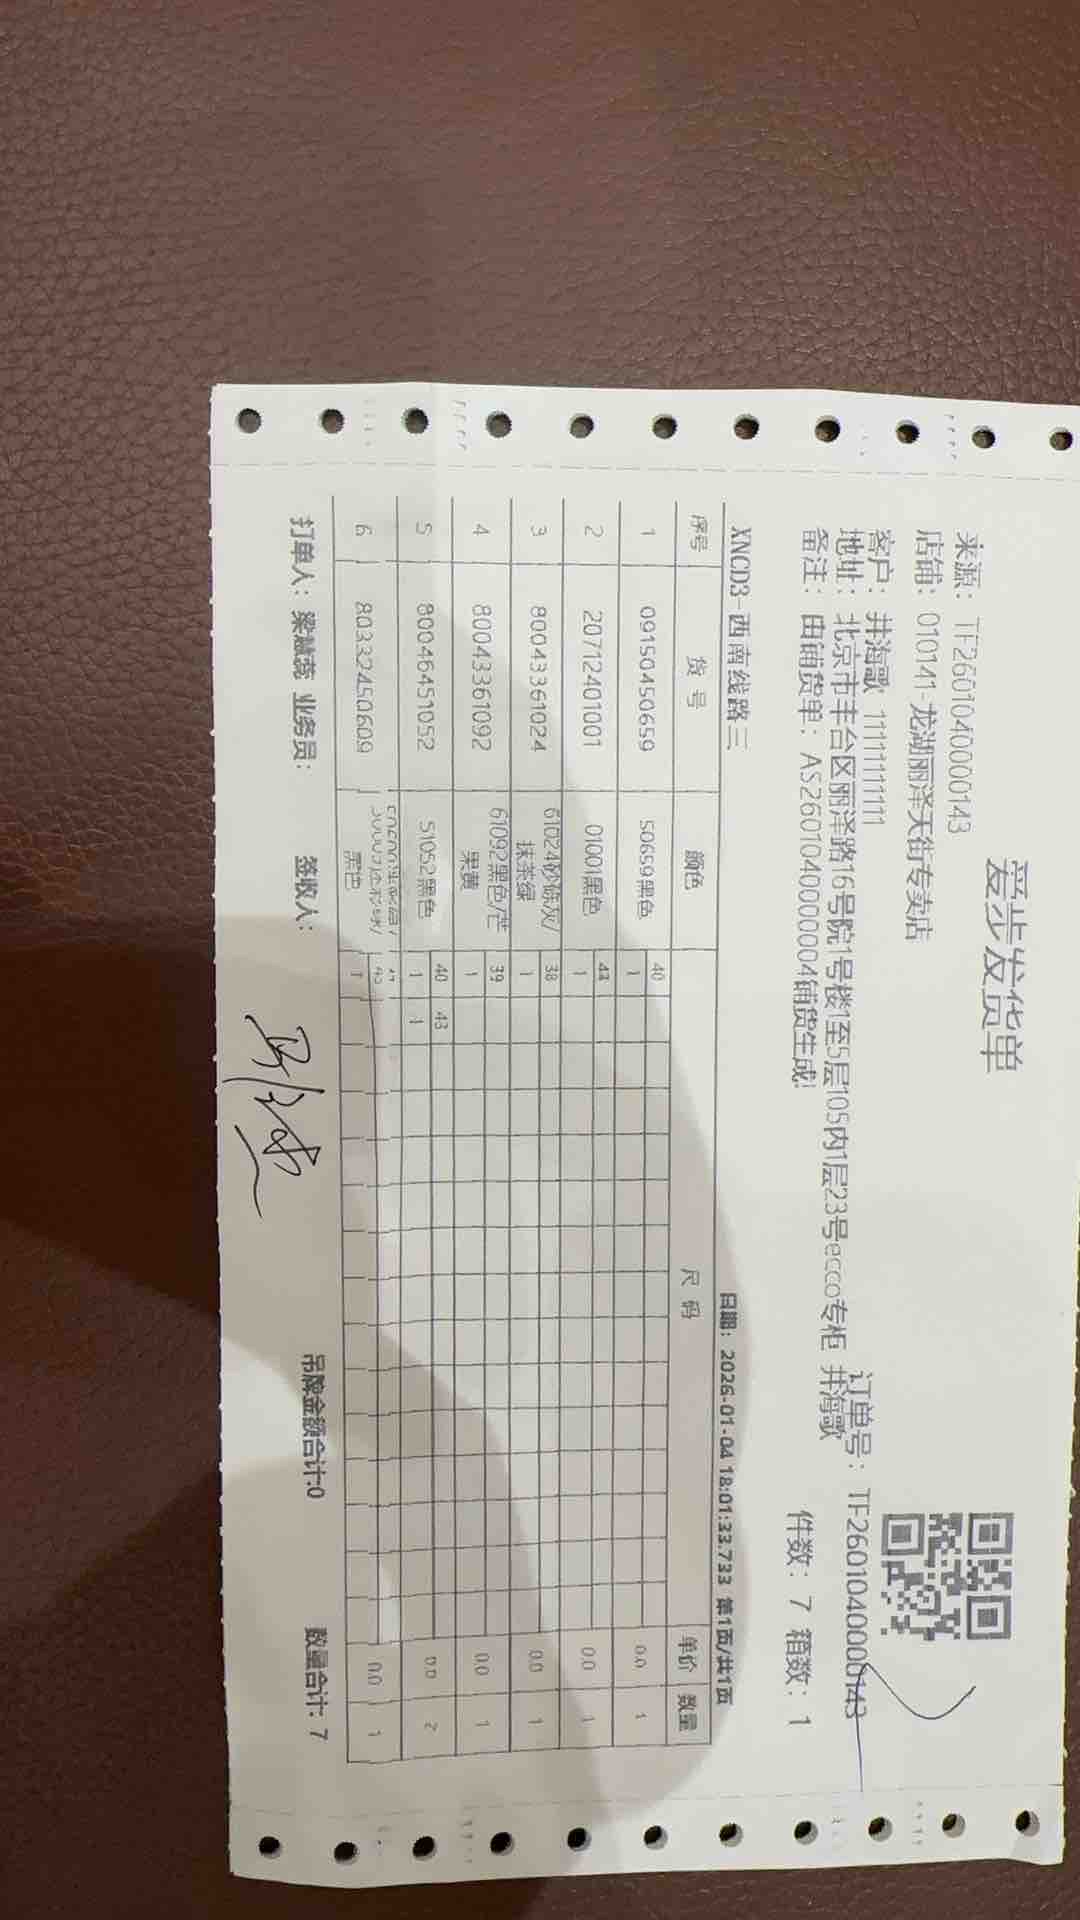 爱步发货单
来源：TF2601040000143
店铺：010141-龙湖丽泽天街专卖店
客户：井海歌 11111111111 订单号：TF2601040000143
地址：北京市丰台区丽泽路16号院1号楼1至5层105内1层23号ecco专柜 井海歌
备注：由铺货单：AS2601040000004铺货生成! 件数：7 箱数：1
XNCD3-西南线路三 日期：2026-01-04 18:01:33.733 第1页/共1页
序号 货号 颜色 尺码 单价 数量
1 09150450659 50659黑色 40 1 0.0 1
2 20712401001 01001黑色 43 1 0.0 1
3 80043361024 61024砂砾灰/抹茶绿 38 1 0.0 1
4 80043361092 61092黑色/芒果黄 39 1 0.0 1
5 80046451052 51052黑色 40 43 1 1 0.0 2
6 80332450609 黑色 1 0.0 1
打单人：梁慧蕊 业务员： 签收人： 吊牌金额合计:0 数量合计: 7